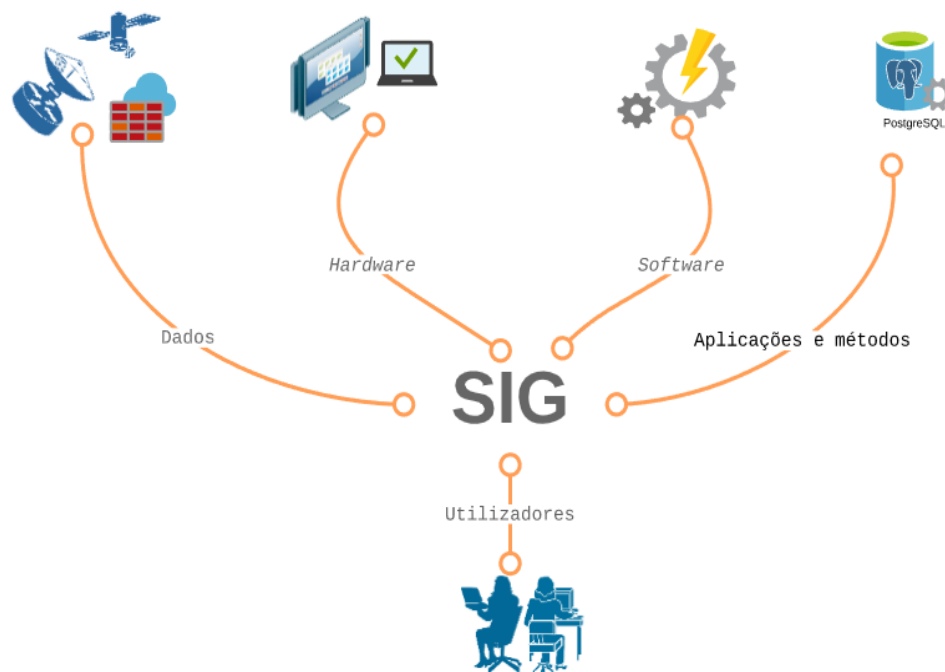 PostgreSQL
Hardware
Software
Dados
Aplicações e métodos
SIG
Utilizadores